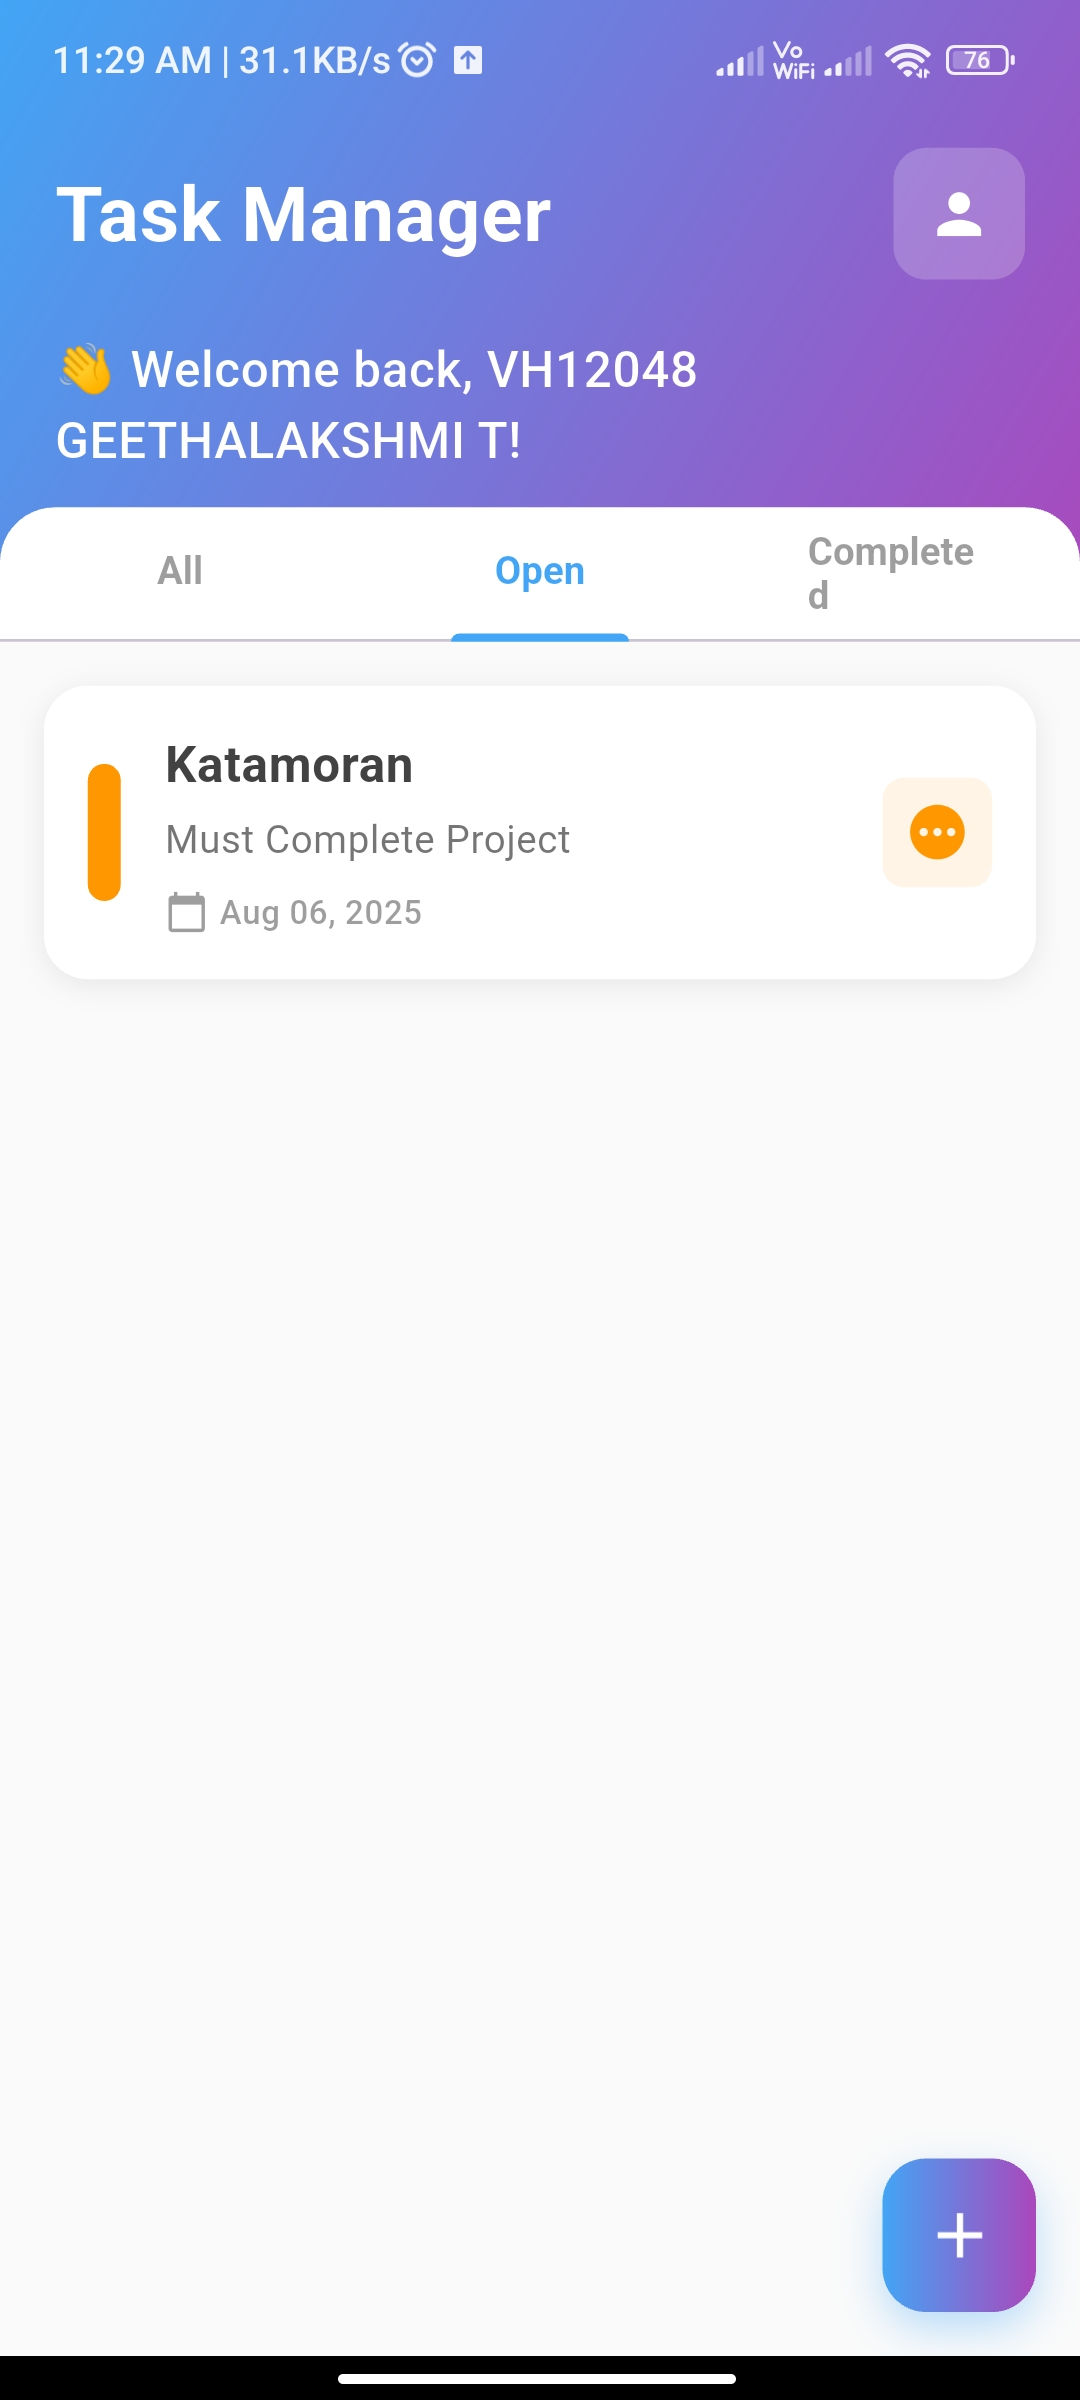 11:29 AM | 31.1KB/s
Vo
WiFi
76
Task Manager
👋 Welcome back, VH12048
GEETHALAKSHMI T!
All
Open
Complete
d
Katamoran
Must Complete Project
Aug 06, 2025